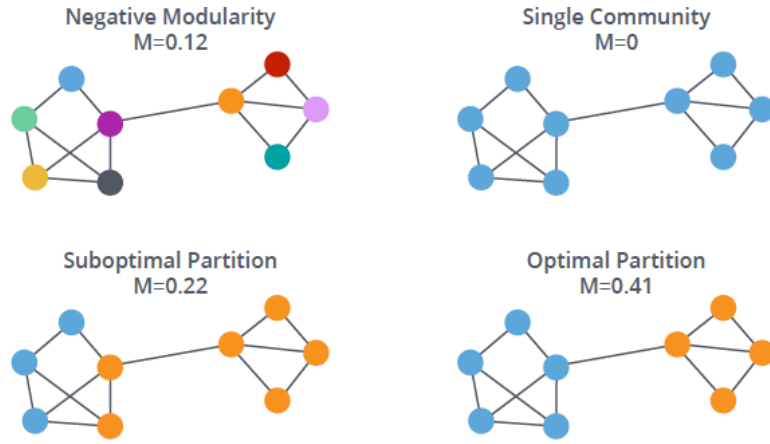 Negative Modularity
M=0.12
Single Community
M=0
Suboptimal Partition
M=0.22
Optimal Partition
M=0.41